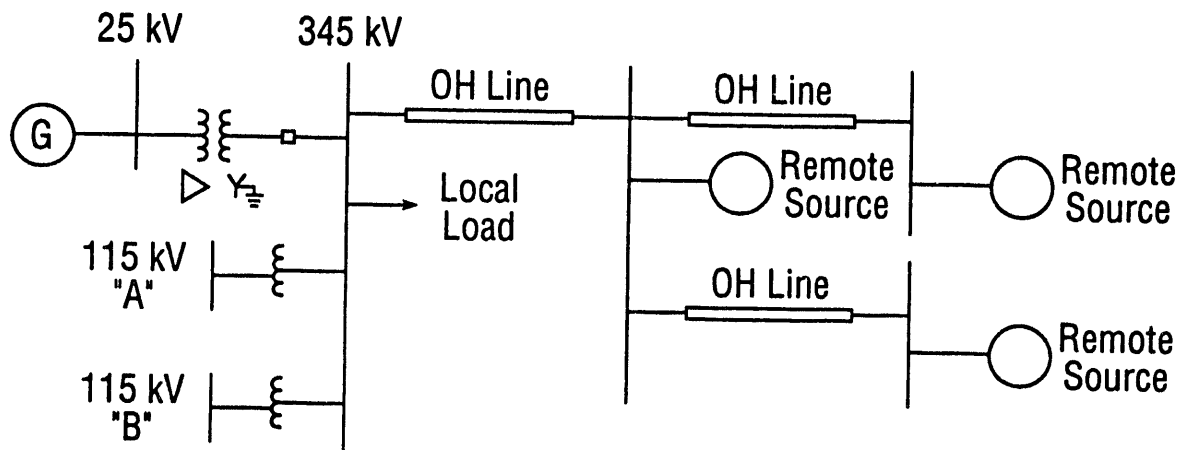 25 kV
345 kV
OH Line
OH Line
G
Y
Remote
Source
Remote
Source
Local
Load
115 kV
"A"
OH Line
Remote
Source
115 kV
"B"